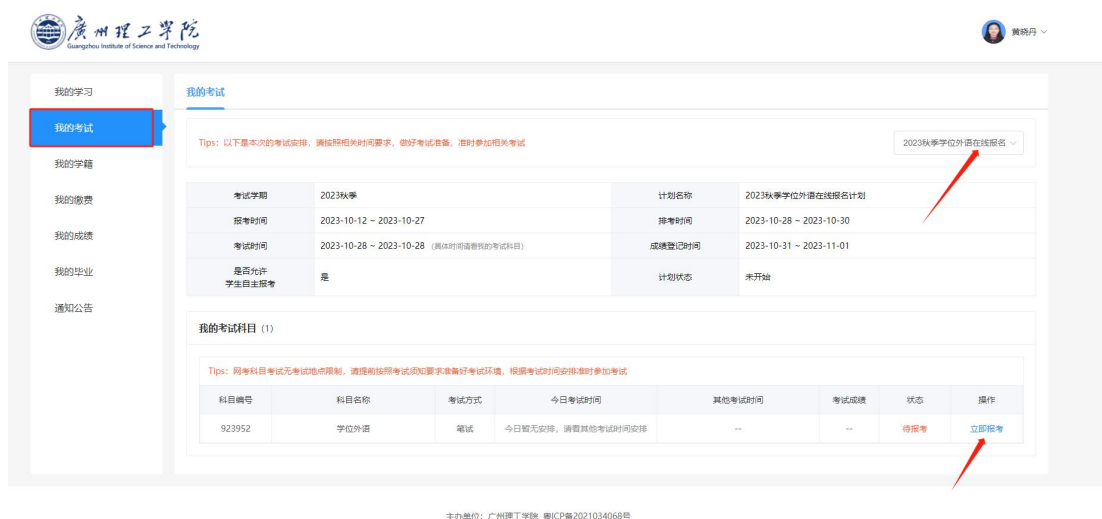 廣州理工学院
Guangzhou Institute of Science and Technology
黄晓丹
我的学习
我的考试
我的学籍
我的缴费
我的成绩
我的毕业
通知公告
我的考试
Tips：以下是本次的考试安排，请按照相关时间要求，做好考试准备，准时参加相关考试
2023秋季学位外语在线报名
考试学期 2023秋季 计划名称 2023秋季学位外语在线报名计划
报考时间 2023-10-12 ~ 2023-10-27 排考时间 2023-10-28 ~ 2023-10-30
考试时间 2023-10-28 ~ 2023-10-28 （具体时间请看我的考试科目） 成绩登记时间 2023-10-31 ~ 2023-11-01
是否允许
学生自主报考 是 计划状态 未开始
我的考试科目（1）
Tips：网考科目考试无考试地点限制，请提前按照考试须知要求准备好考试环境，根据考试时间安排准时参加考试
科目编号 科目名称 考试方式 今日考试时间 其他考试时间 考试成绩 状态 操作
923952 学位外语 笔试 今日暂无安排，请看其他考试时间安排 -- -- 待报考 立即报考
主办单位：广州理工学院 粤ICP备2021034068号